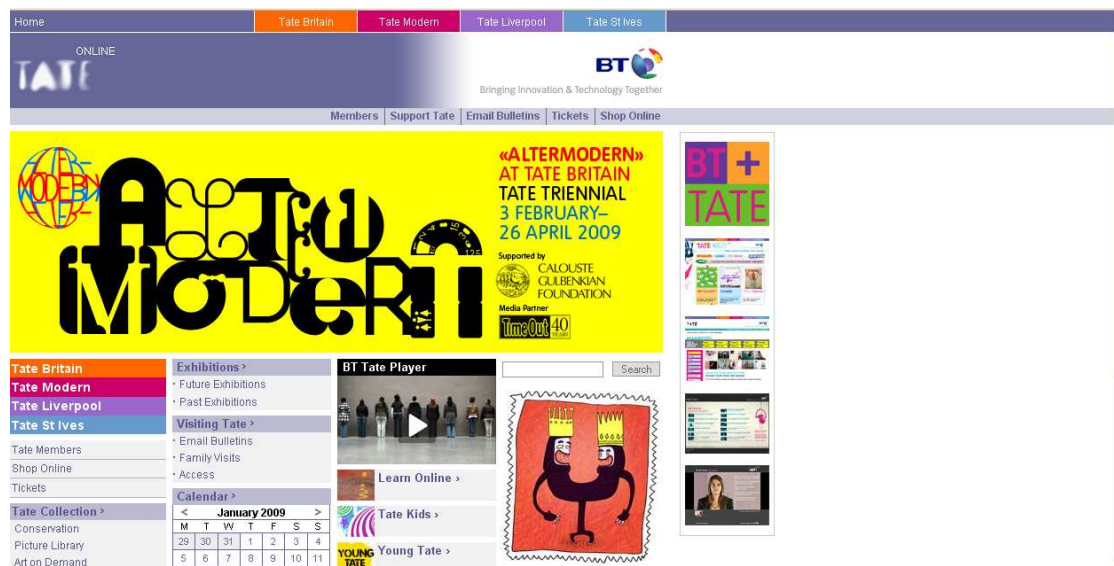 Home
Tate Britain
Tate Modern
Tate Liverpool
Tate St Ives
TATE
ONLINE
BT
Bringing Innovation & Technology Together
Members
Support Tate
Email Bulletins
Tickets
Shop Online
MODERN
ALTER
MODERN
«ALTERMODERN»
AT TATE BRITAIN
TATE TRIENNIAL
3 FEBRUARY–
26 APRIL 2009
Supported by
CALOUSTE
GULBENKIAN
FOUNDATION
Media Partner
Time Out 40
YEARS
BT +
TATE
Tate Britain
Tate Modern
Tate Liverpool
Tate St Ives
Tate Members
Shop Online
Tickets
Tate Collection ›
Conservation
Picture Library
Art on Demand
Exhibitions ›
· Future Exhibitions
· Past Exhibitions
Visiting Tate ›
· Email Bulletins
· Family Visits
· Access
Calendar ›
< January 2009 >
M T W T F S S
29 30 31 1 2 3 4
5 6 7 8 9 10 11
BT Tate Player
Learn Online ›
Tate Kids ›
YOUNG
TATE
Young Tate ›
Search